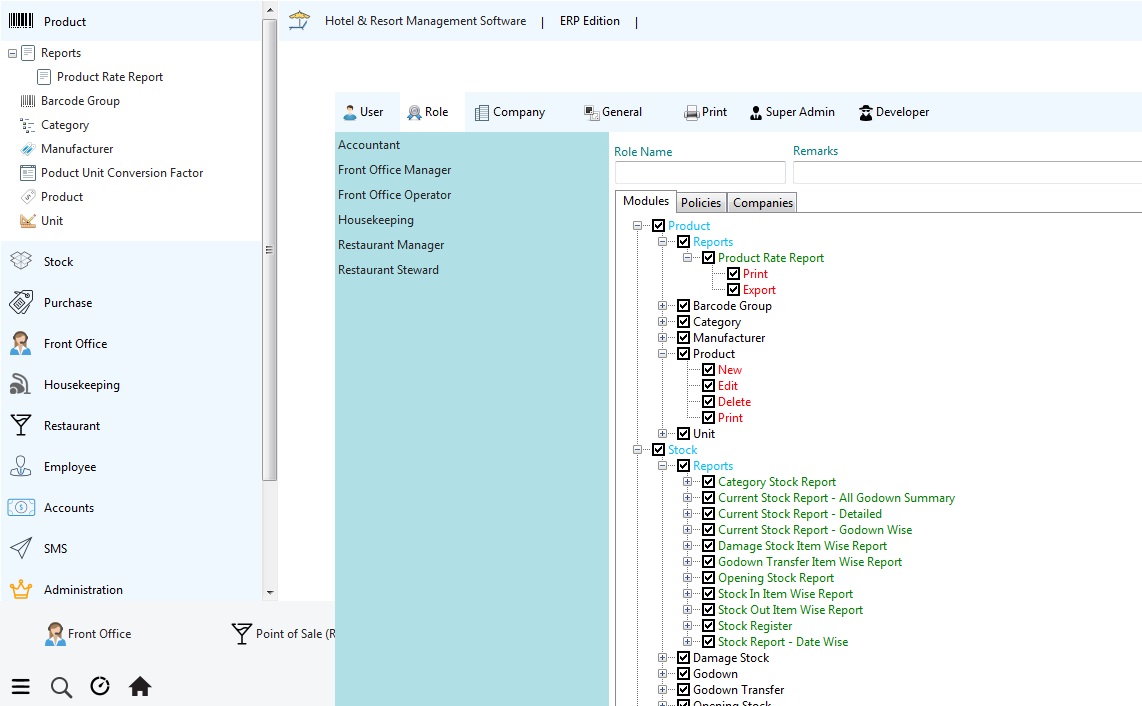 Product
Reports
Product Rate Report
Barcode Group
Category
Manufacturer
Poduct Unit Conversion Factor
Product
Unit
Stock
Purchase
Front Office
Housekeeping
Restaurant
Employee
Accounts
SMS
Administration
Front Office
Point of Sale (R
Hotel & Resort Management Software | ERP Edition |
User Role Company General Print Super Admin Developer
Accountant
Front Office Manager
Front Office Operator
Housekeeping
Restaurant Manager
Restaurant Steward
Role Name Remarks
Modules Policies Companies
Product
Reports
Product Rate Report
Print
Export
Barcode Group
Category
Manufacturer
Product
New
Edit
Delete
Print
Unit
Stock
Reports
Category Stock Report
Current Stock Report - All Godown Summary
Current Stock Report - Detailed
Current Stock Report - Godown Wise
Damage Stock Item Wise Report
Godown Transfer Item Wise Report
Opening Stock Report
Stock In Item Wise Report
Stock Out Item Wise Report
Stock Register
Stock Report - Date Wise
Damage Stock
Godown
Godown Transfer
Opening Stock